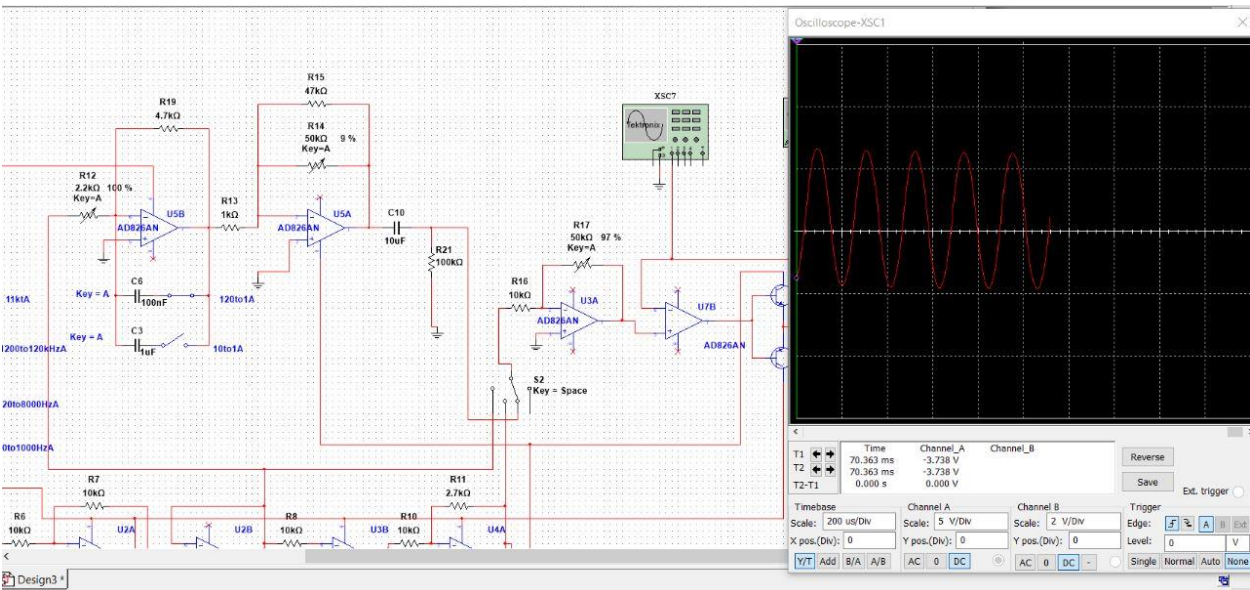 Oscilloscope-XSC1
R15
47kΩ
R19
4.7kΩ
XSC7
Tektronix
R14
50kΩ 9 %
Key=A
R12
2.2kΩ 100 %
Key=A
R13
1kΩ
U5B
AD826AN
U5A
AD826AN
C10
10uF
R21
100kΩ
R17
50kΩ 97 %
Key=A
R16
10kΩ
U3A
AD826AN
U7B
AD826AN
C6
100nF
Key = A
120to1A
11ktA
C3
1uF
Key = A
10to1A
1200to120kHzA
S2
Key = Space
20to8000HzA
0to1000HzA
R7
10kΩ
R11
2.7kΩ
R6
10kΩ
U2A
U2B
R8
10kΩ
U3B
R10
10kΩ
U4A
Design3 *
Time Channel_A Channel_B
T1 70.363 ms -3.738 V
T2 70.363 ms -3.738 V
T2-T1 0.000 s 0.000 V
Reverse
Save
Ext. trigger
Timebase
Scale: 200 us/Div
X pos.(Div): 0
Y/T Add B/A A/B
Channel A
Scale: 5 V/Div
Y pos.(Div): 0
AC 0 DC
Channel B
Scale: 2 V/Div
Y pos.(Div): 0
AC 0 DC -
Trigger
Edge: A B Ext
Level: 0 V
Single Normal Auto None